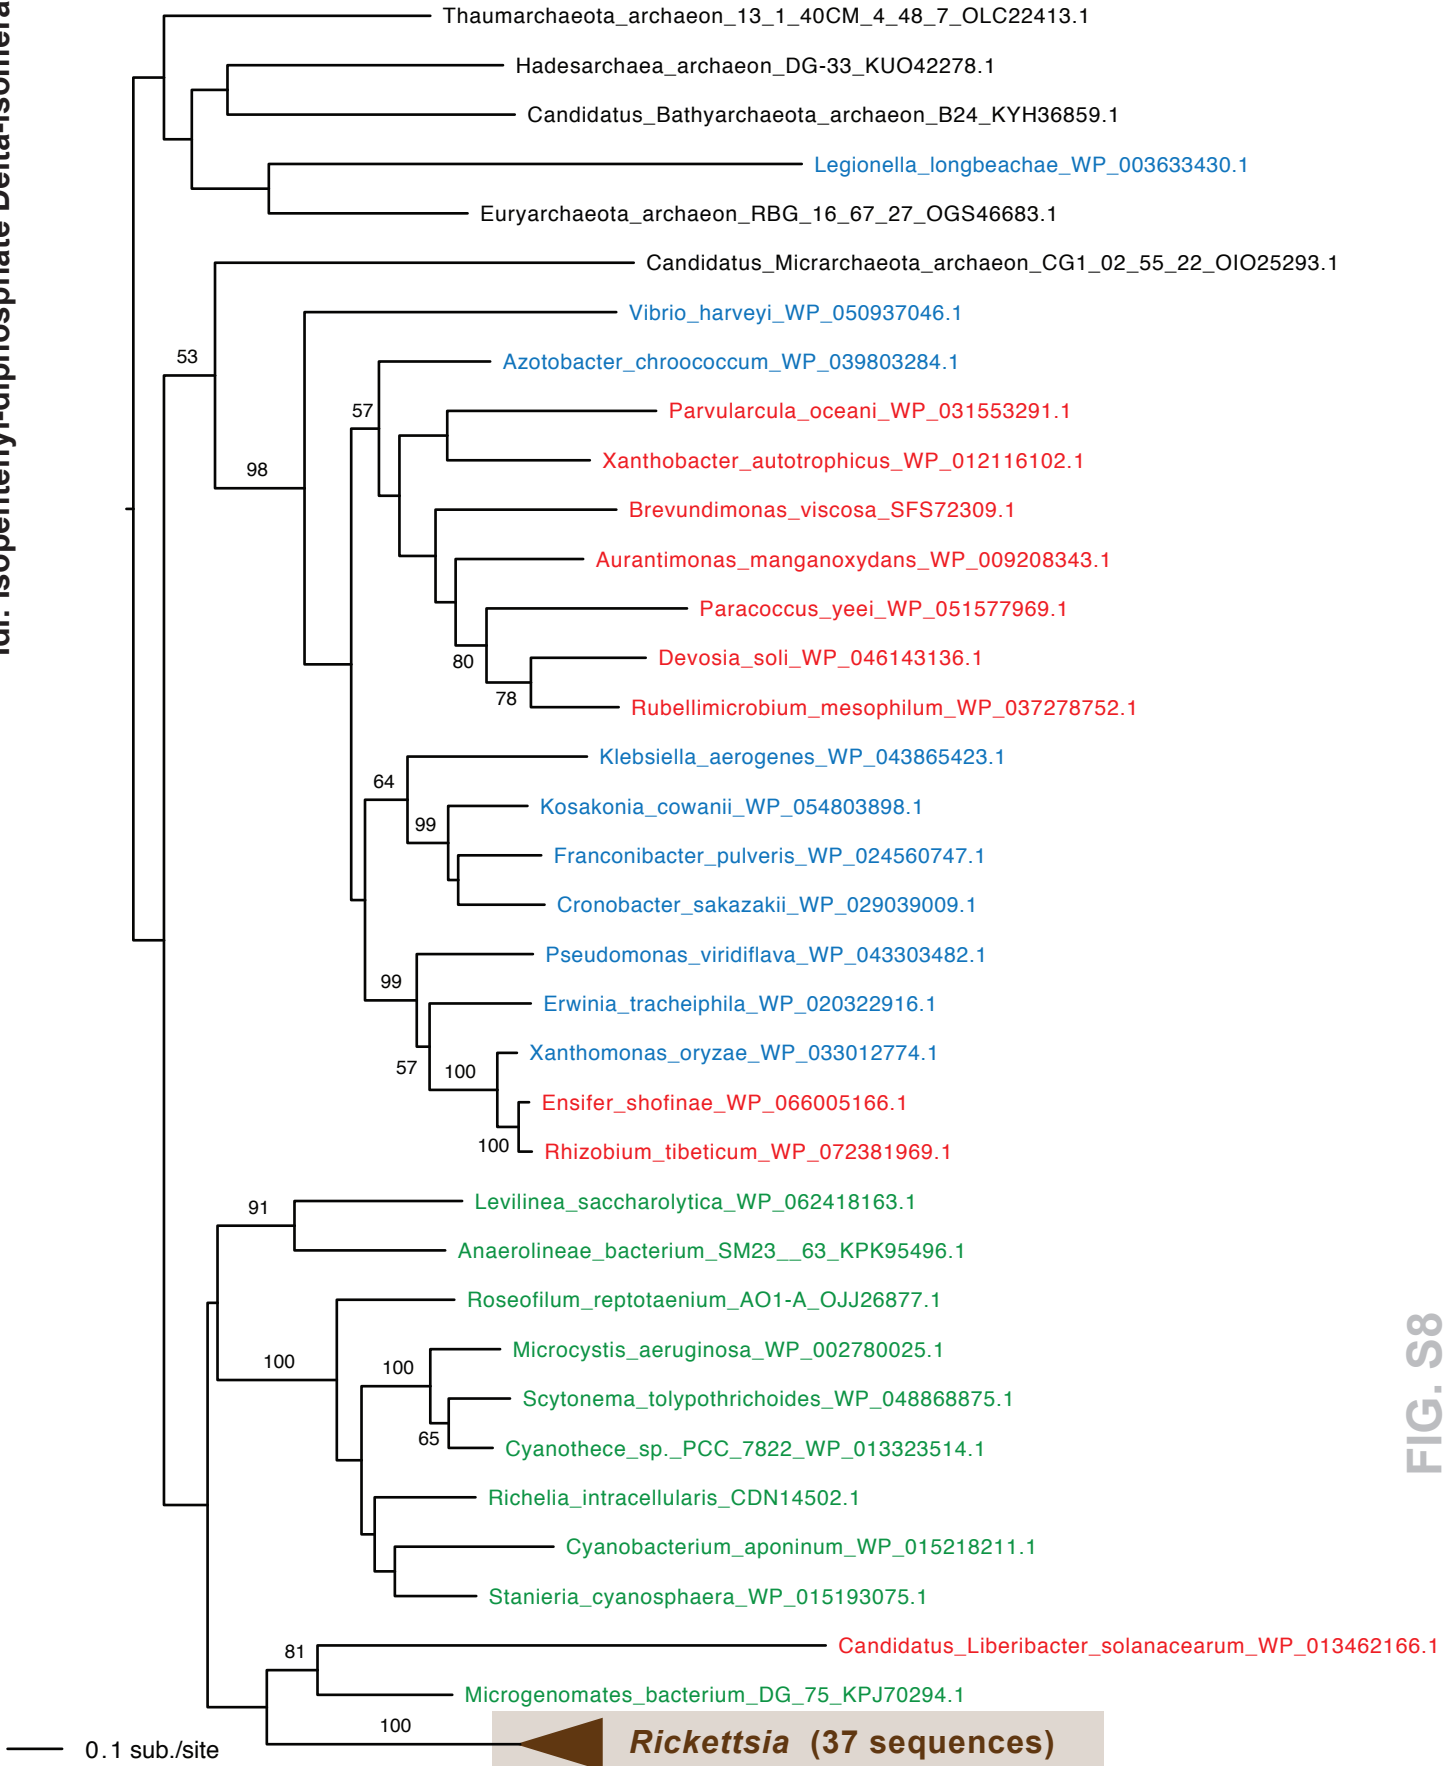 Idi: Isopentenyl-diphosphate Delta-isomera
Thaumarchaeota_archaeon_13_1_40CM_4_48_7_OLC22413.1
Hadesarchaea_archaeon_DG-33_KUO42278.1
Candidatus_Bathyarchaeota_archaeon_B24_KYH36859.1
Legionella_longbeachae_WP_003633430.1
Euryarchaeota_archaeon_RBG_16_67_27_OGS46683.1
Candidatus_Micrarchaeota_archaeon_CG1_02_55_22_OIO25293.1
Vibrio_harveyi_WP_050937046.1
53
Azotobacter_chroococcum_WP_039803284.1
57
Parvularcula_oceani_WP_031553291.1
98
Xanthobacter_autotrophicus_WP_012116102.1
Brevundimonas_viscosa_SFS72309.1
Aurantimonas_manganoxydans_WP_009208343.1
Paracoccus_yeei_WP_051577969.1
80
Devosia_soli_WP_046143136.1
78
Rubellimicrobium_mesophilum_WP_037278752.1
Klebsiella_aerogenes_WP_043865423.1
64
Kosakonia_cowanii_WP_054803898.1
99
Franconibacter_pulveris_WP_024560747.1
Cronobacter_sakazakii_WP_029039009.1
Pseudomonas_viridiflava_WP_043303482.1
99
Erwinia_tracheiphila_WP_020322916.1
Xanthomonas_oryzae_WP_033012774.1
57
100
Ensifer_shofinae_WP_066005166.1
100
Rhizobium_tibeticum_WP_072381969.1
Levilinea_saccharolytica_WP_062418163.1
91
Anaerolineae_bacterium_SM23__63_KPK95496.1
Roseofilum_reptotaenium_AO1-A_OJJ26877.1
Microcystis_aeruginosa_WP_002780025.1
100
100
Scytonema_tolypothrichoides_WP_048868875.1
65
Cyanothece_sp._PCC_7822_WP_013323514.1
Richelia_intracellularis_CDN14502.1
Cyanobacterium_aponinum_WP_015218211.1
Stanieria_cyanosphaera_WP_015193075.1
81
Candidatus_Liberibacter_solanacearum_WP_013462166.1
Microgenomates_bacterium_DG_75_KPJ70294.1
100
Rickettsia (37 sequences)
0.1 sub./site
FIG. S8